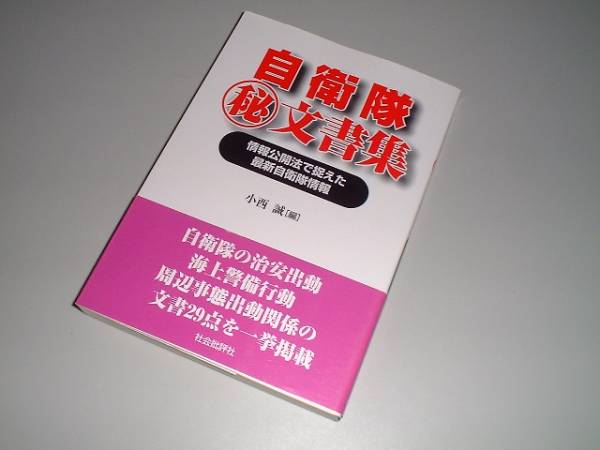 自衛隊
㊙文書集
情報公開法で捉えた
最新自衛隊情報
小西 誠[編]
自衛隊の治安出動
海上警備行動
周辺事態出動関係の
文書29点を一挙掲載
社会批評社